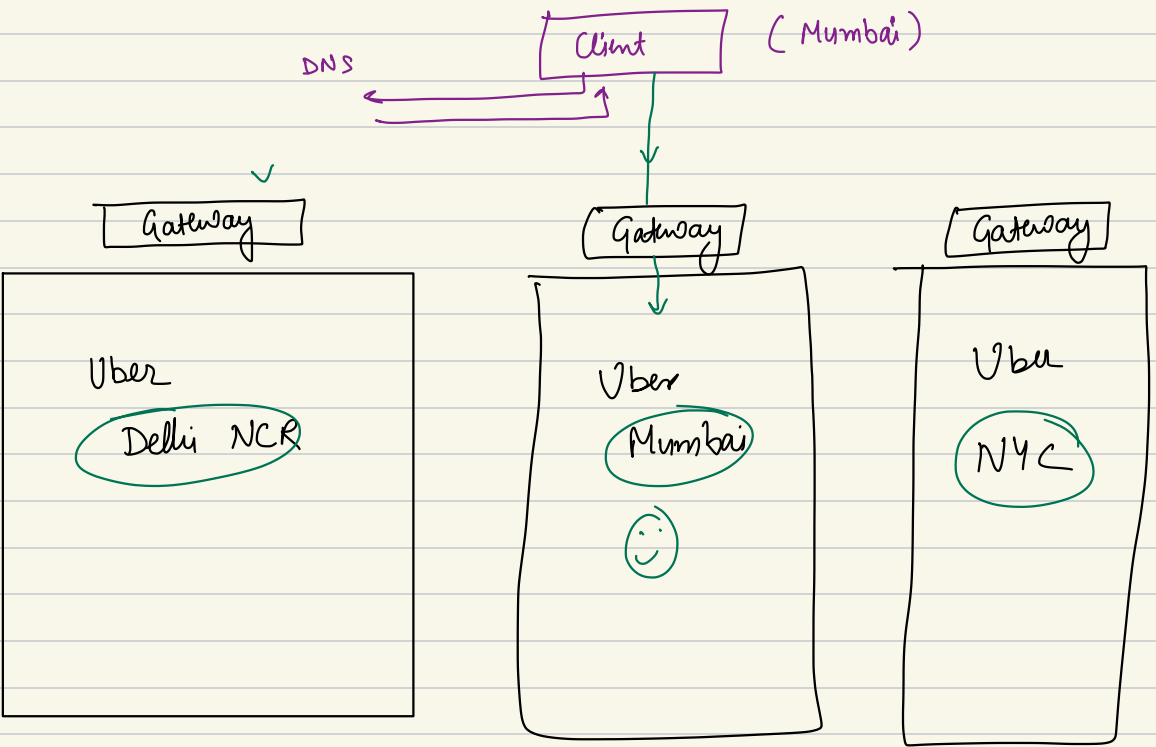 Client
(Mumbai)
DNS
Gateway
Gateway
Gateway
Uber
Delhi NCR
Uber
Mumbai
Uber
NYC